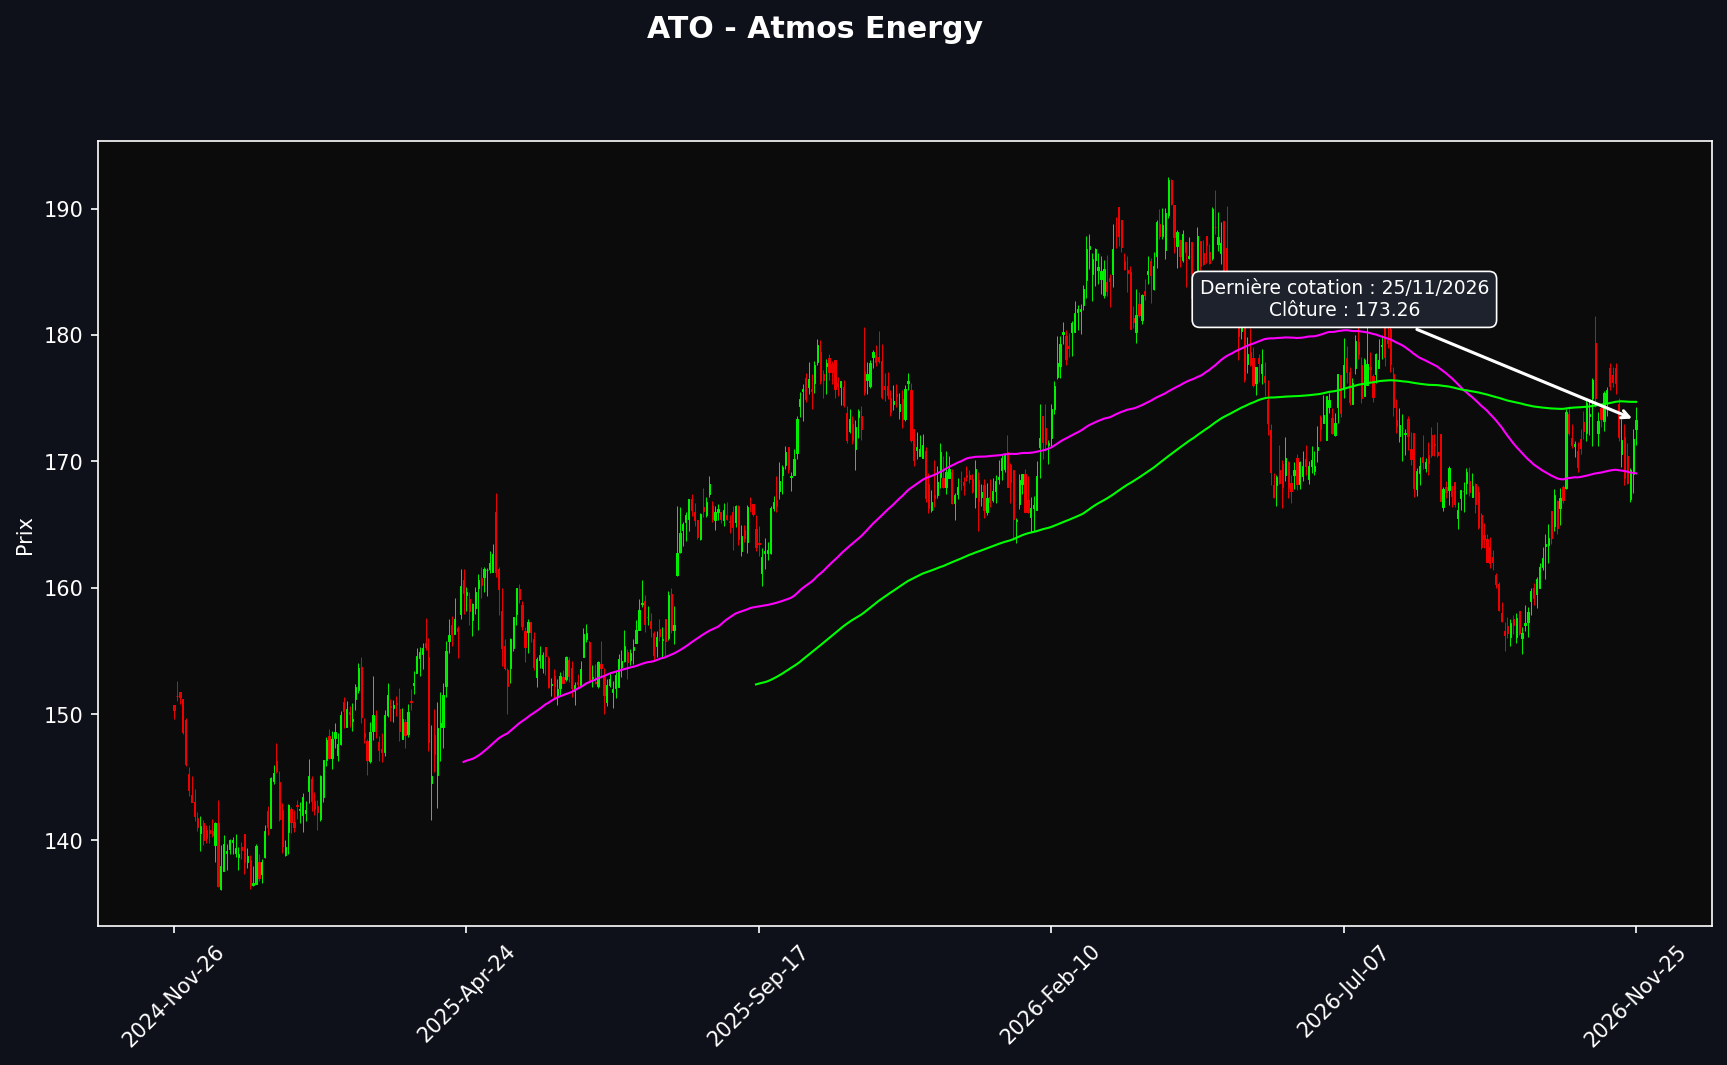 ATO - Atmos Energy
Dernière cotation : 25/11/2026
Clôture : 173.26
Prix
190
180
170
160
150
140
2024-Nov-26
2025-Apr-24
2025-Sep-17
2026-Feb-10
2026-Jul-07
2026-Nov-25